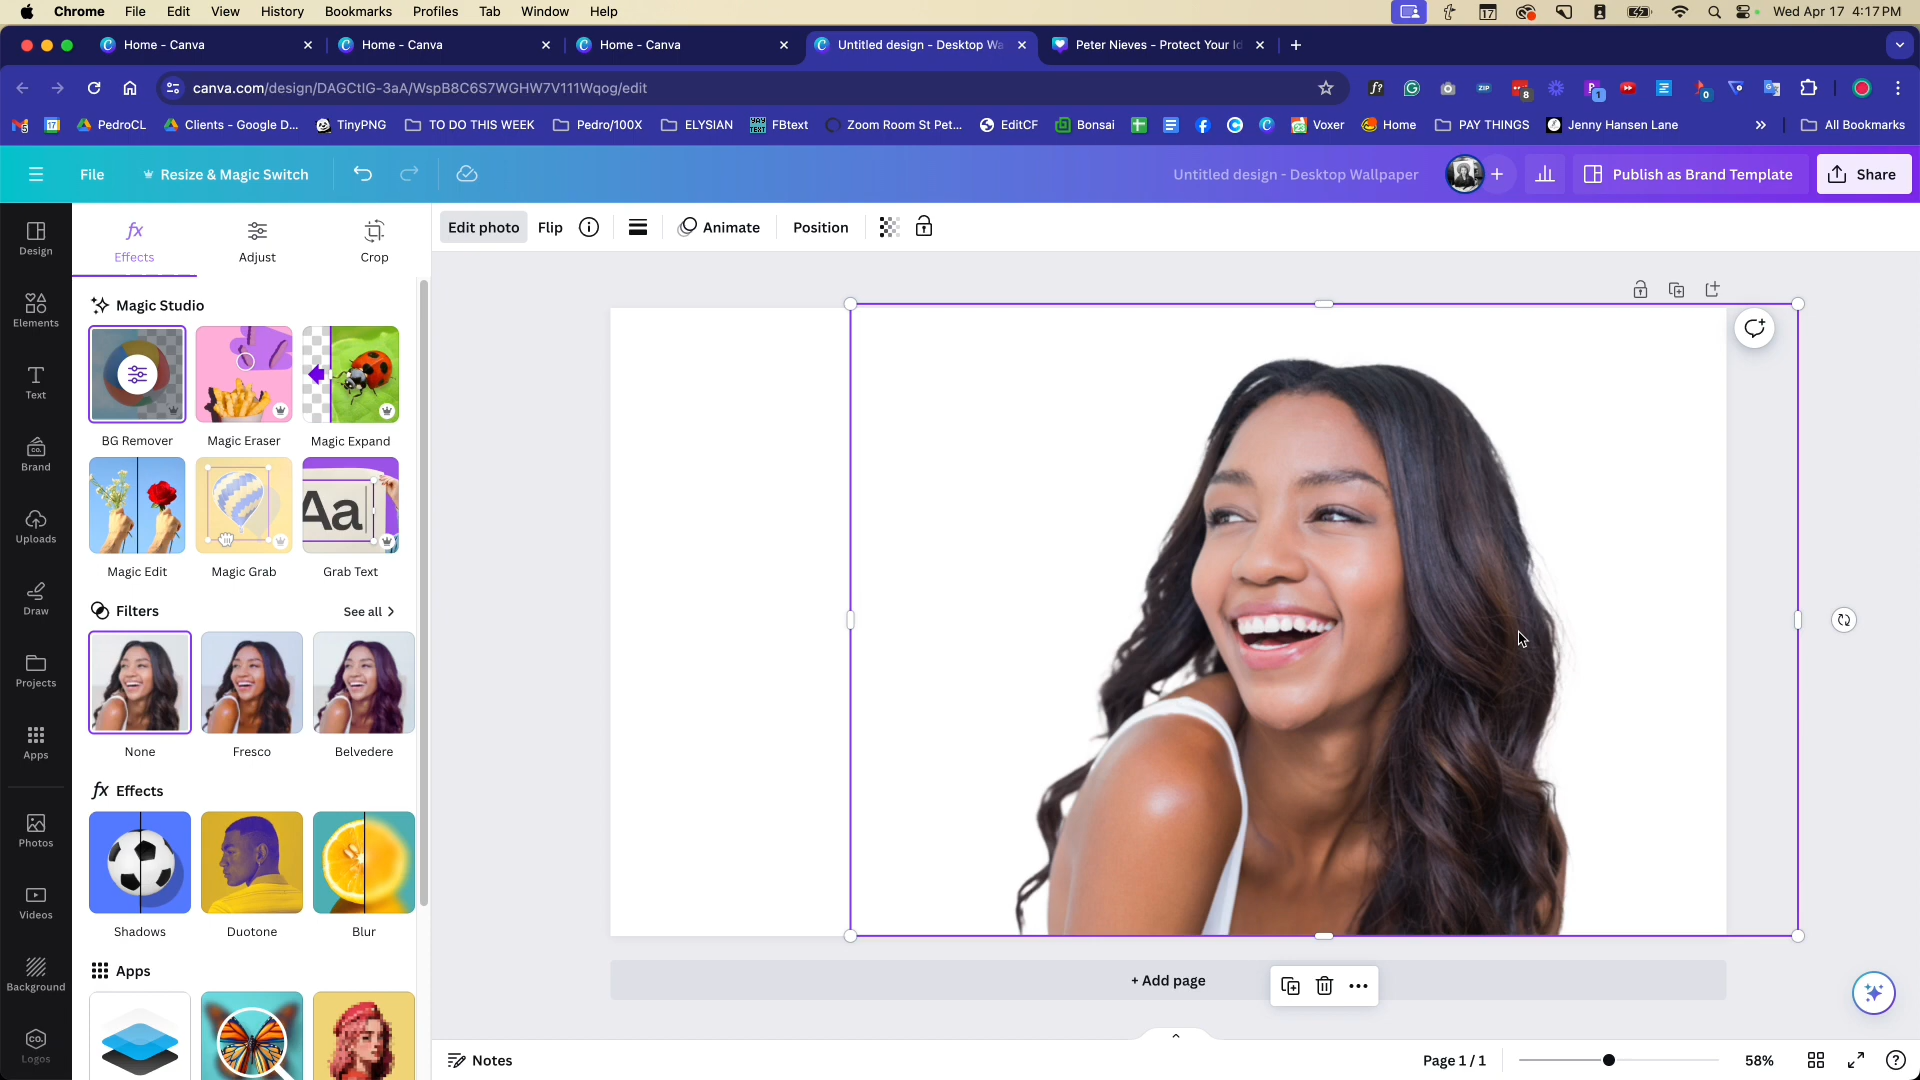 Chrome File Edit View History Bookmarks Profiles Tab Window Help 17 Wed Apr 17 4:17 PM
Home - Canva Home - Canva Home - Canva Untitled design - Desktop Wa Peter Nieves - Protect Your Id
canva.com/design/DAGCtIG-3aA/WspB8C6S7WGHW7V111Wqog/edit
PedroCL Clients - Google D... TinyPNG TO DO THIS WEEK Pedro/100X ELYSIAN FBtext Zoom Room St Pet... EditCF Bonsai Voxer Home PAY THINGS Jenny Hansen Lane » All Bookmarks
File Resize & Magic Switch Untitled design - Desktop Wallpaper Publish as Brand Template Share
Edit photo Flip Animate Position
Design
Elements
Text
Brand
Uploads
Draw
Projects
Apps
Photos
Videos
Background
Logos
Effects Adjust Crop
Magic Studio
BG Remover Magic Eraser Magic Expand
Aa
Magic Edit Magic Grab Grab Text
Filters See all
None Fresco Belvedere
fx Effects
Shadows Duotone Blur
Apps
+ Add page
Notes Page 1 / 1 58%